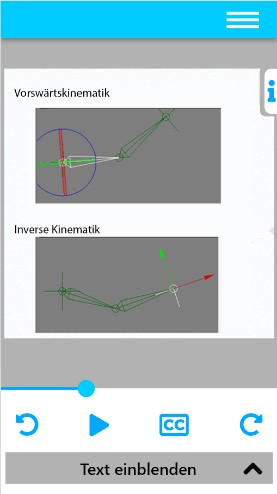 Vorswärtskinematik
Inverse Kinematik
CC
Text einblenden